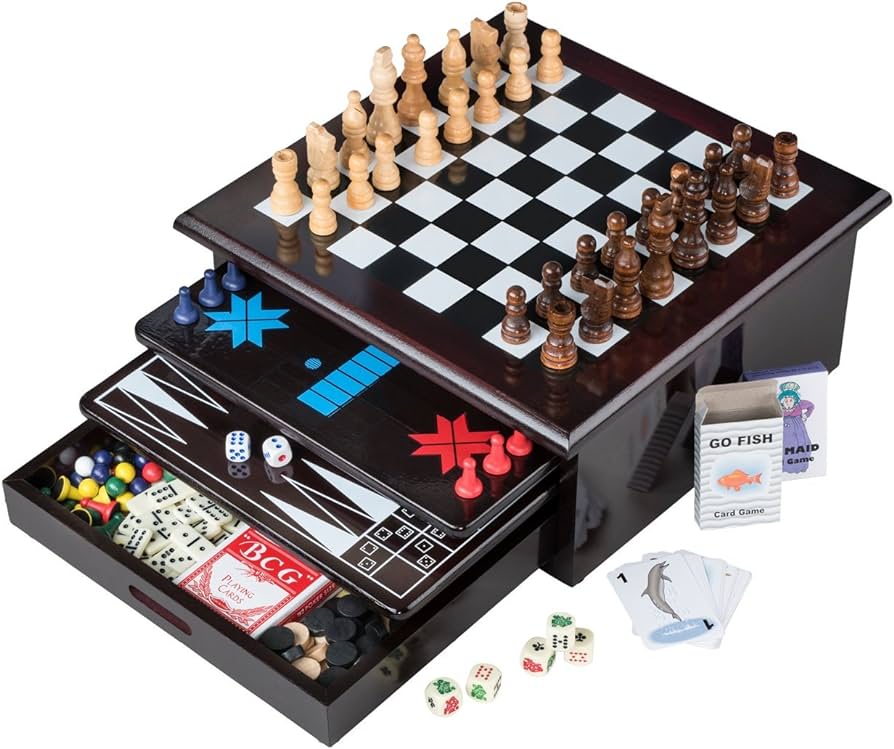 GO FISH
Card Game
MAID
Game
1
1
"BCG"
PLAYING
CARDS